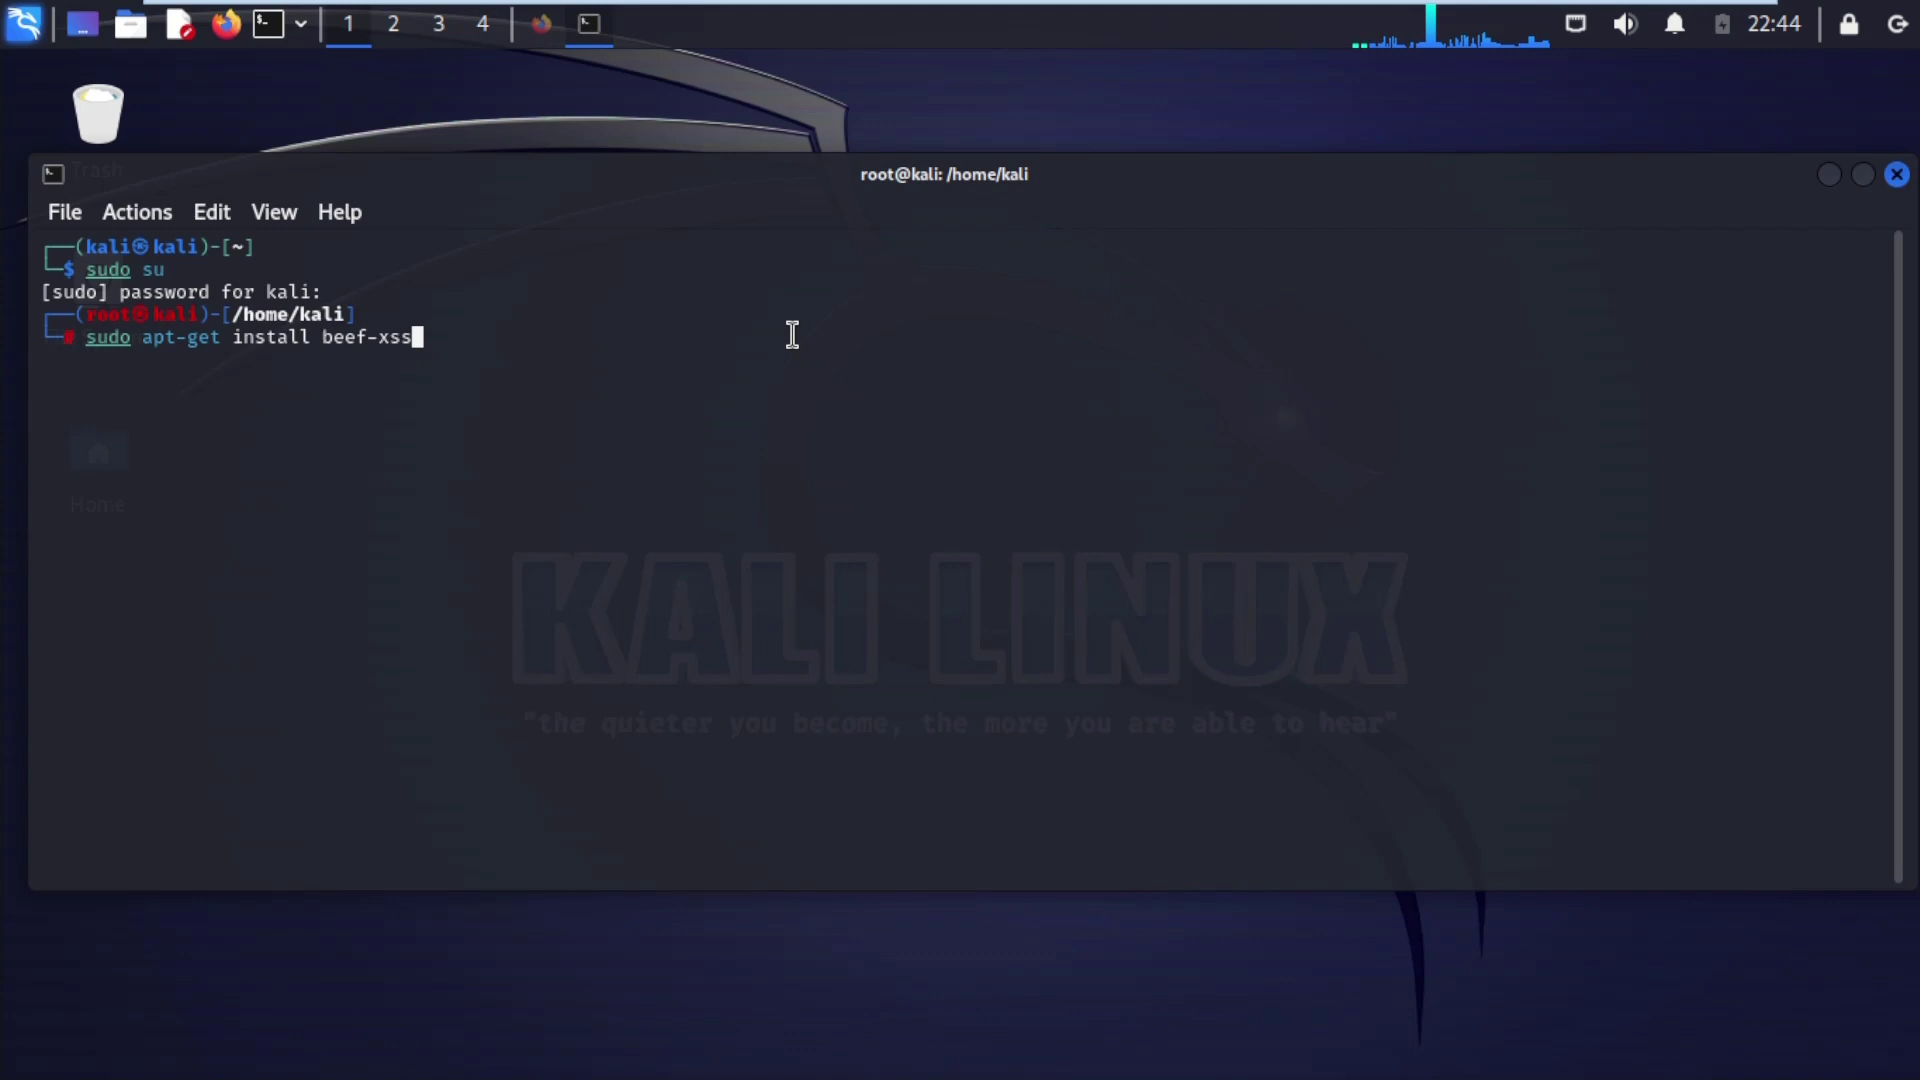 1 2 3 4 22:44
Trash
root@kali: /home/kali
File Actions Edit View Help
┌──(kali㉿kali)-[~]
└─$ sudo su
[sudo] password for kali:
┌──(root㉿kali)-[/home/kali]
└─# sudo apt-get install beef-xss
Home
KALI LINUX
"the quieter you become, the more you are able to hear"